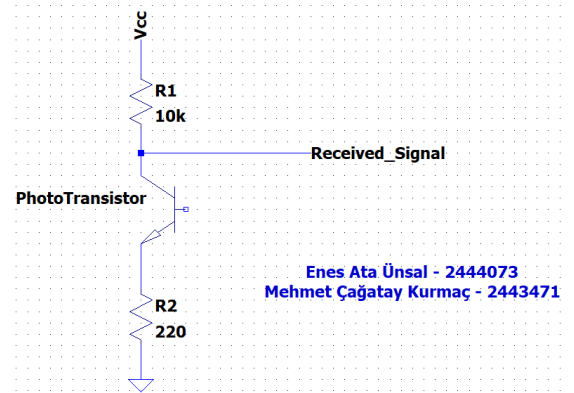 Vcc
R1
10k
Received_Signal
PhotoTransistor
Enes Ata Ünsal - 2444073
Mehmet Çağatay Kurmaç - 2443471
R2
220